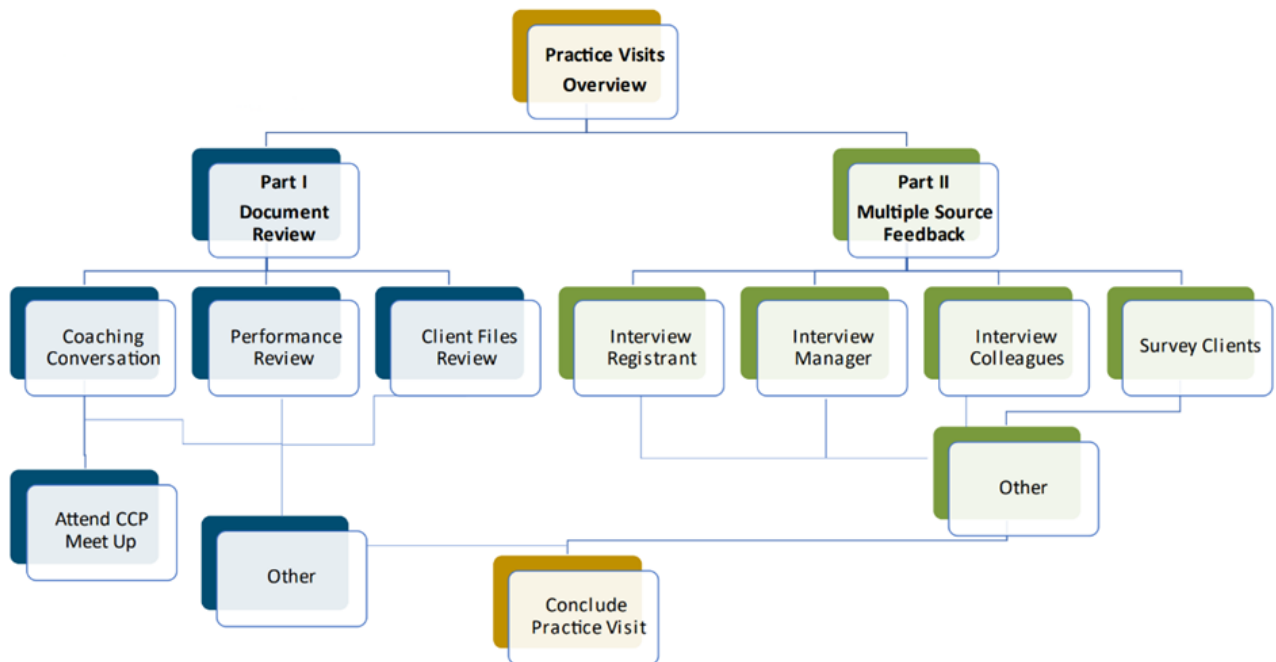 Practice Visits
Overview
Part I
Document
Review
Part II
Multiple Source
Feedback
Coaching
Conversation
Performance
Review
Client Files
Review
Interview
Registrant
Interview
Manager
Interview
Colleagues
Survey Clients
Attend CCP
Meet Up
Other
Other
Conclude
Practice Visit